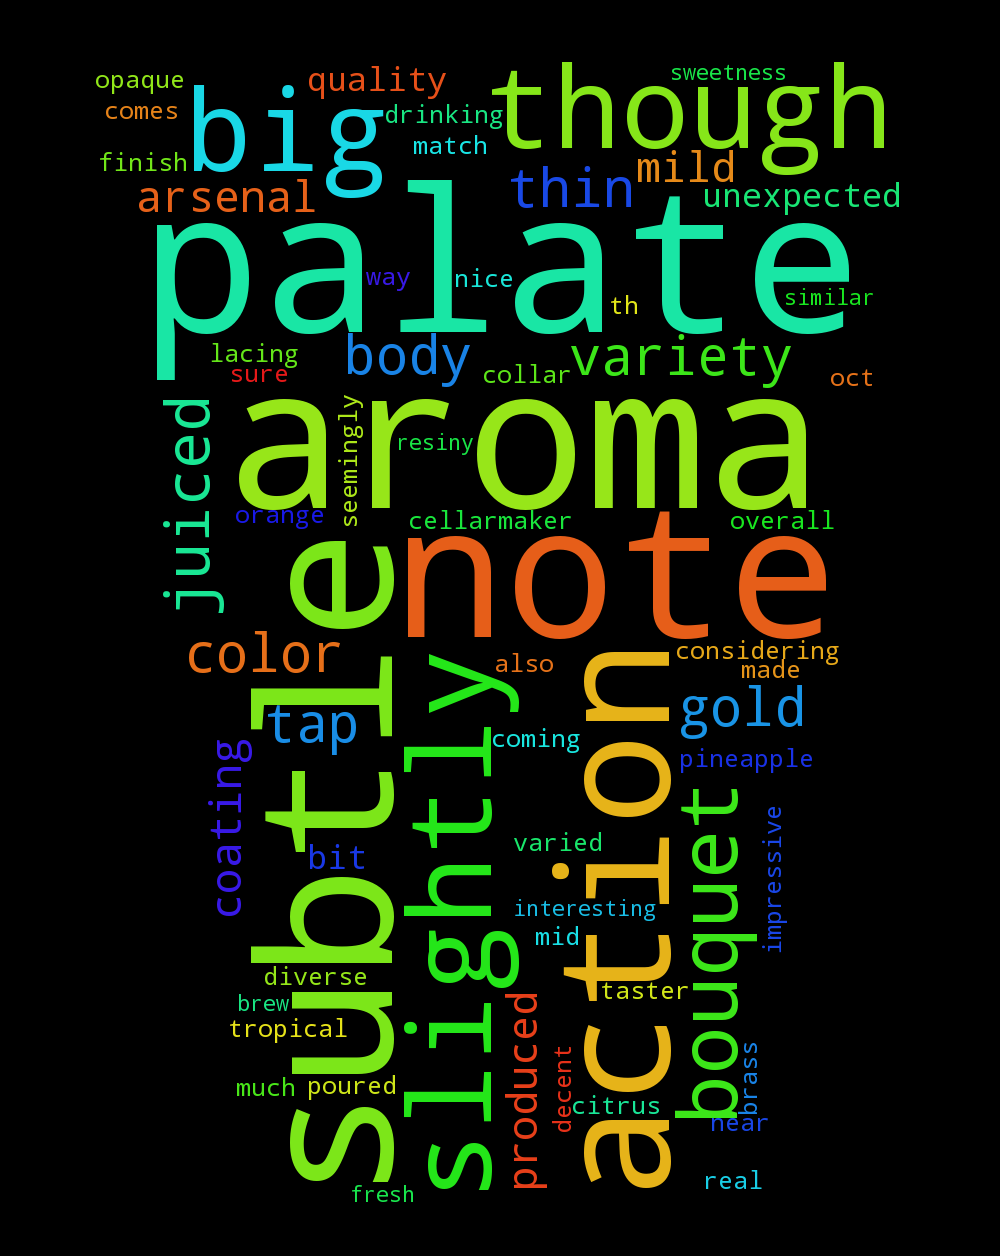 opaque
quality
sweetness
comes
big
drinking
though
match
finish
mild
arsenal
thin
unexpected
palate
way
nice
th
similar
lacing
sure
body
collar
variety
oct
juiced
seemingly
aroma
resiny
orange
cellarmaker
overall
subtle
note
color
slightly
also
action
considering
made
gold
tap
coming
pineapple
coating
bit
varied
bouquet
impressive
interesting
mid
diverse
taster
brew
tropical
produced
decent
much
poured
citrus
brass
near
real
fresh